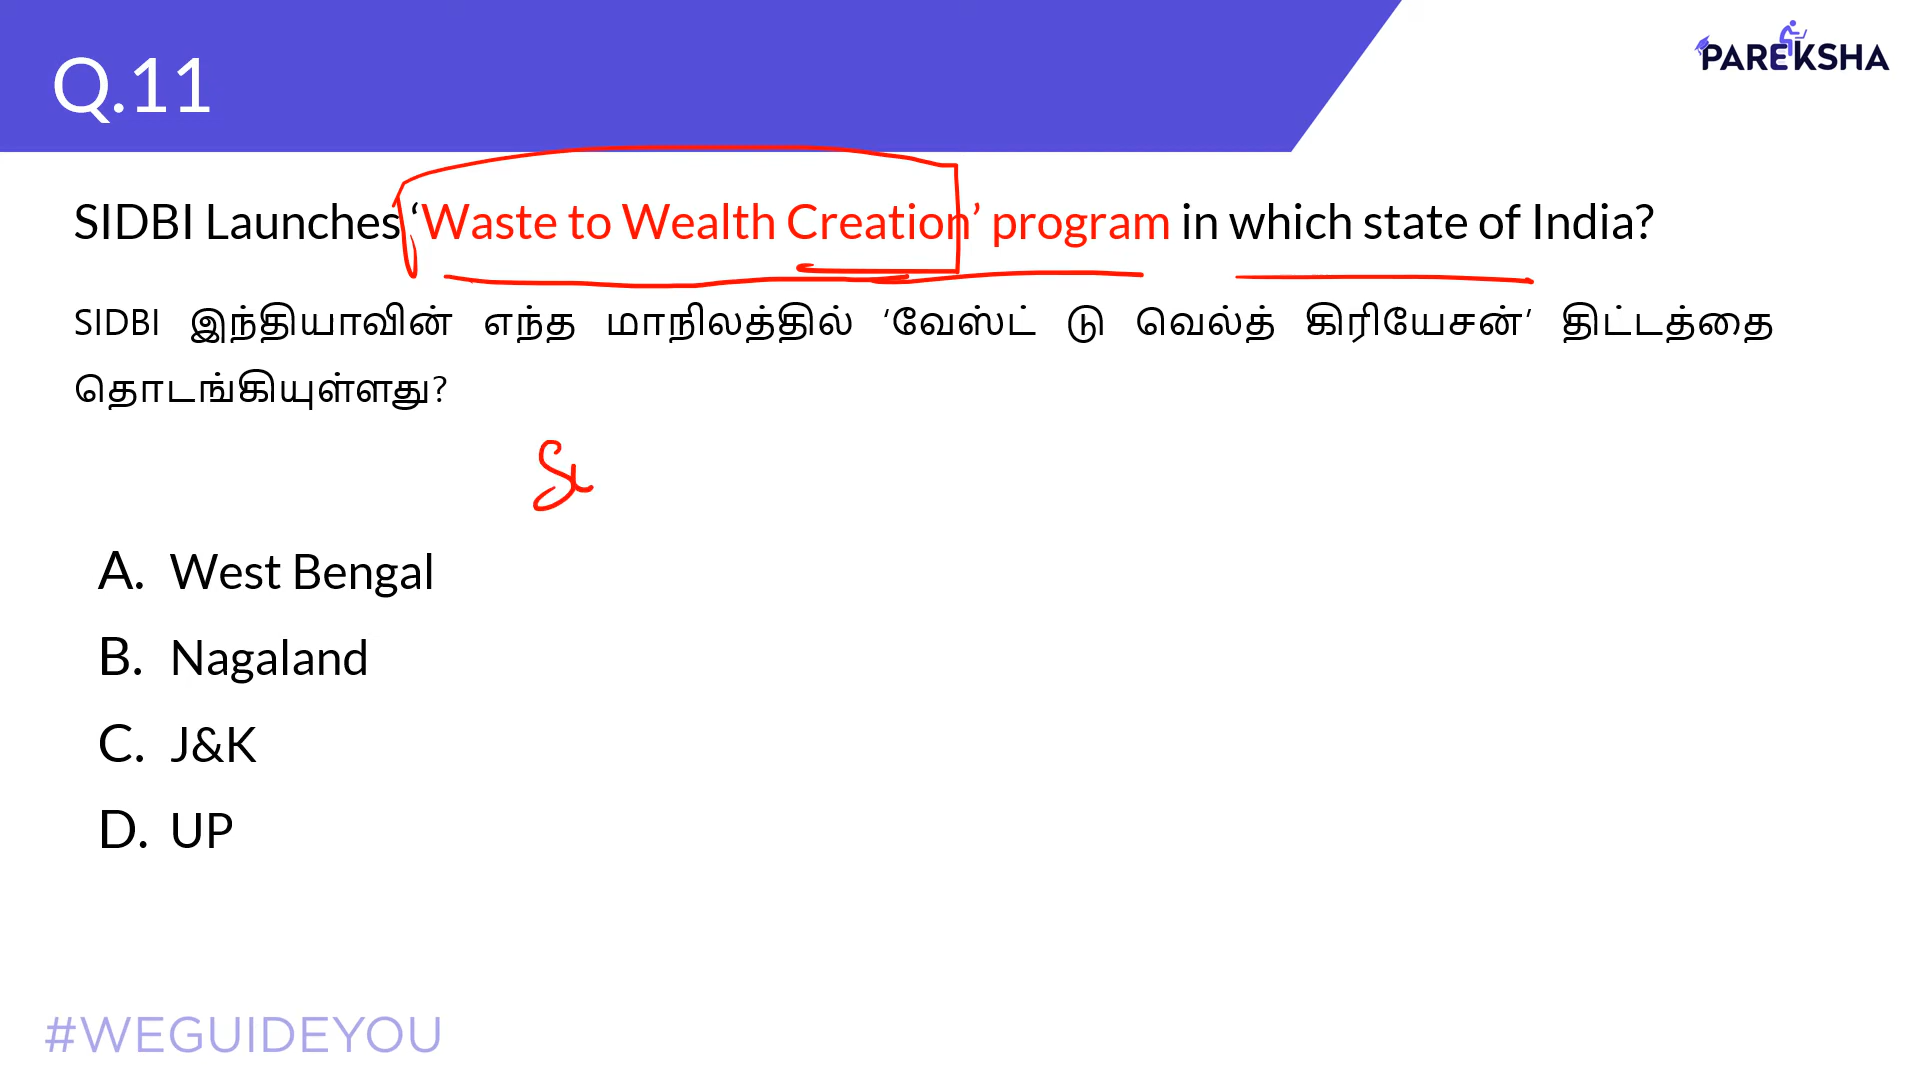 Q.11
PAREKSHA
SIDBI Launches ‘Waste to Wealth Creation’ program in which state of India?
SIDBI இந்தியாவின் எந்த மாநிலத்தில் ‘வேஸ்ட் டு வெல்த் கிரியேசன்’ திட்டத்தை
தொடங்கியுள்ளது?
A. West Bengal
B. Nagaland
C. J&K
D. UP
#WEGUIDEYOU